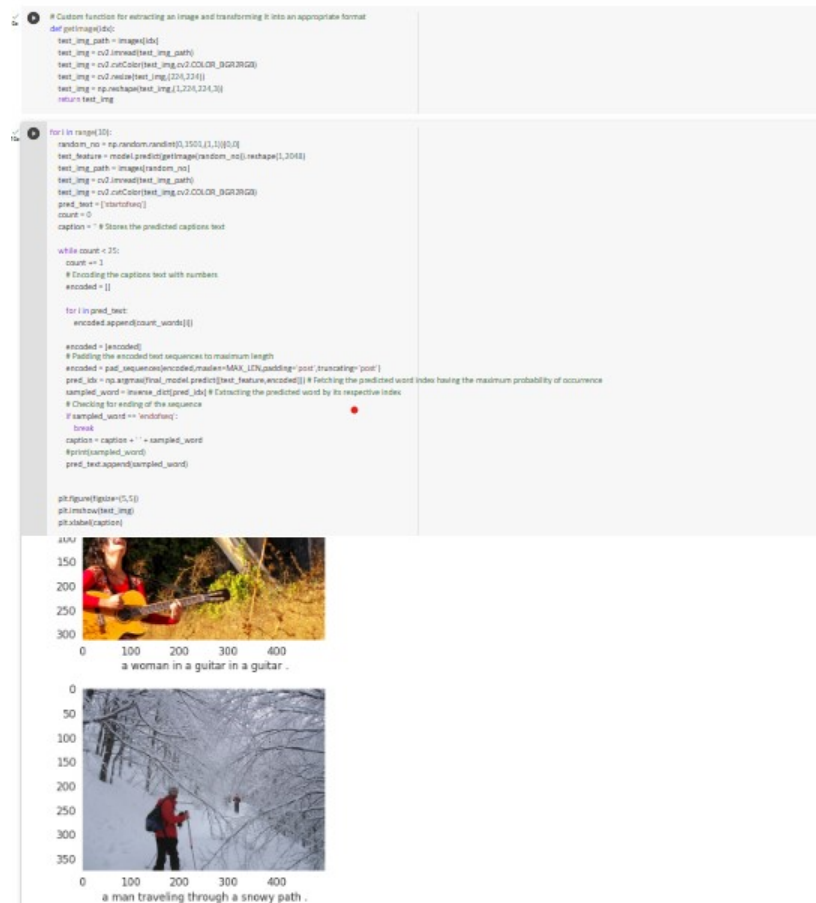 # Custom function for extracting an image and transforming it into an appropriate format
def getImage(idx):
test_img_path = images[idx]
test_img = cv2.imread(test_img_path)
test_img = cv2.cvtColor(test_img,cv2.COLOR_BGR2RGB)
test_img = cv2.resize(test_img,(224,224))
test_img = np.reshape(test_img,(1,224,224,3))
return test_img
for i in range(10):
random_no = np.random.randint(0,1501,(1,1))[0,0]
test_feature = model.predict(getImage(random_no)).reshape(1,2048)
test_img_path = images[random_no]
test_img = cv2.imread(test_img_path)
test_img = cv2.cvtColor(test_img,cv2.COLOR_BGR2RGB)
pred_text = ['startofseq']
count = 0
caption = '' # Stores the predicted captions text
while count < 25:
count += 1
# Encoding the captions text with numbers
encoded = []
for i in pred_text:
encoded.append(count_words[i])
encoded = [encoded]
# Padding the encoded text sequences to maximum length
encoded = pad_sequences(encoded,maxlen=MAX_LEN,padding='post',truncating='post')
pred_idx = np.argmax(final_model.predict([test_feature,encoded])) # Fetching the predicted word index having the maximum probability of occurrence
sampled_word = inverse_dict[pred_idx] # Extracting the predicted word by its respective index
# Checking for ending of the sequence
if sampled_word == 'endofseq':
break
caption = caption + ' ' + sampled_word
#print(sampled_word)
pred_text.append(sampled_word)
plt.figure(figsize=(5,5))
plt.imshow(test_img)
plt.xlabel(caption)
100
150
200
250
300
0 100 200 300 400
a woman in a guitar in a guitar .
0
50
100
150
200
250
300
350
0 100 200 300 400
a man traveling through a snowy path .